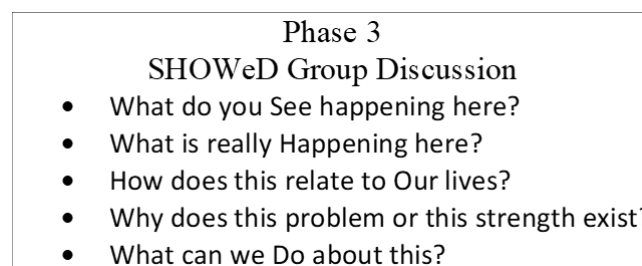 Phase 3
SHOWeD Group Discussion
• What do you See happening here?
• What is really Happening here?
• How does this relate to Our lives?
• Why does this problem or this strength exist?
• What can we Do about this?